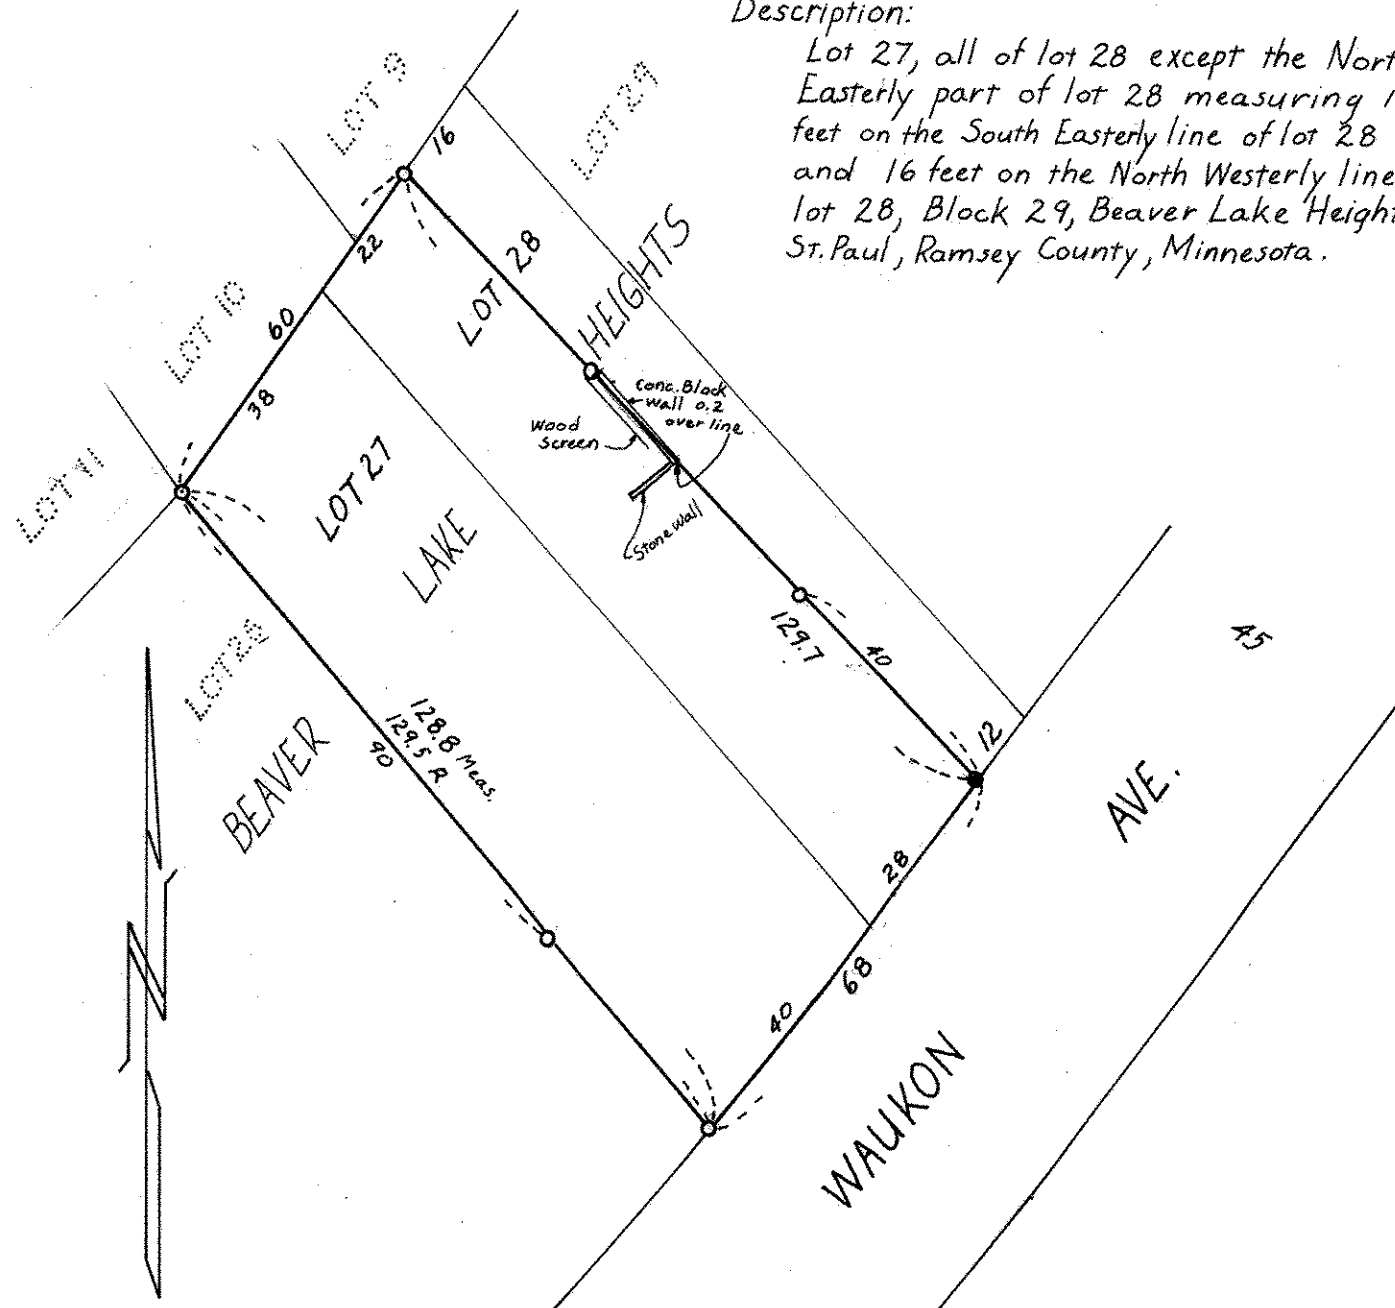 Description:
Lot 27, all of lot 28 except the Nort
Easterly part of lot 28 measuring 1
feet on the South Easterly line of lot 28
and 16 feet on the North Westerly line
lot 28, Block 29, Beaver Lake Height
St. Paul, Ramsey County, Minnesota.
LOT 9
LOT 29
16
22
LOT 28
HEIGHTS
LOT 10
60
38
Conc. Block
Wall 0.2
over line
Wood
Screen
Stone wall
LOT 11
LOT 27
LAKE
129.7
40
45
LOT 26
BEAVER
128.8 Meas.
129.5 R
90
12
AVE.
28
68
40
WAUKON
N